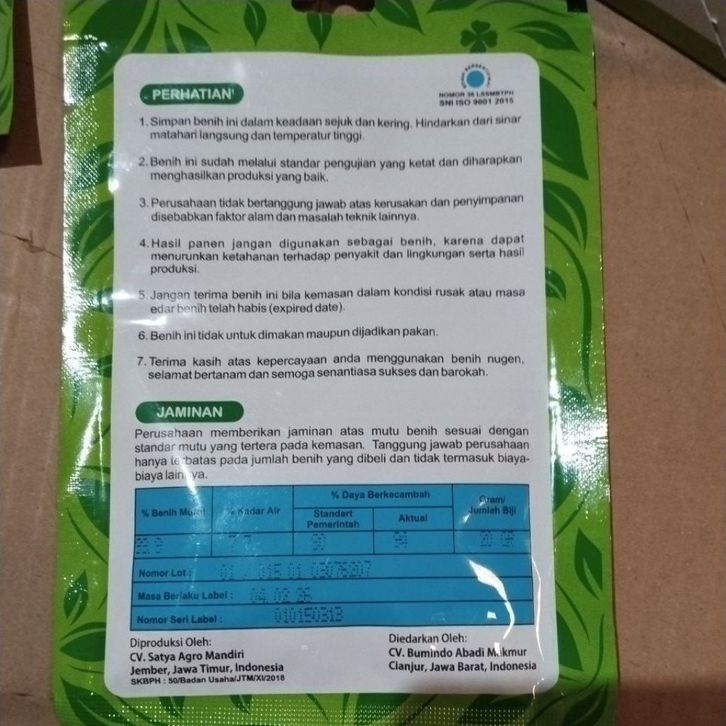 PERHATIAN
NOMOR 36 LSSMBTPH
SNI ISO 9001 2015
1. Simpan benih ini dalam keadaan sejuk dan kering. Hindarkan dari sinar
matahari langsung dan temperatur tinggi.
2. Benih ini sudah melalui standar pengujian yang ketat dan diharapkan
menghasilkan produksi yang baik.
3. Perusahaan tidak bertanggung jawab atas kerusakan dan penyimpanan
disebabkan faktor alam dan masalah teknik lainnya.
4. Hasil panen jangan digunakan sebagai benih, karena dapat
menurunkan ketahanan terhadap penyakit dan lingkungan serta hasil
produksi.
5. Jangan terima benih ini bila kemasan dalam kondisi rusak atau masa
edar benih telah habis (expired date).
6. Benih ini tidak untuk dimakan maupun dijadikan pakan.
7. Terima kasih atas kepercayaan anda menggunakan benih nugen,
selamat bertanam dan semoga senantiasa sukses dan barokah.
JAMINAN
Perusahaan memberikan jaminan atas mutu benih sesuai dengan
standar mutu yang tertera pada kemasan. Tanggung jawab perusahaan
hanya terbatas pada jumlah benih yang dibeli dan tidak termasuk biaya-
biaya lainnya.
% Benih Murni
% Kadar Air
% Daya Berkecambah
Standart
Pemerintah
Aktual
Gram/
Jumlah Biji
Nomor Lot :
Masa Berlaku Label : 04 02 26
Nomor Seri Label : 010150313
Diproduksi Oleh:
CV. Satya Agro Mandiri
Jember, Jawa Timur, Indonesia
SKBPH : 50/Badan Usaha/JTM/XI/2018
Diedarkan Oleh:
CV. Bumindo Abadi Makmur
Cianjur, Jawa Barat, Indonesia